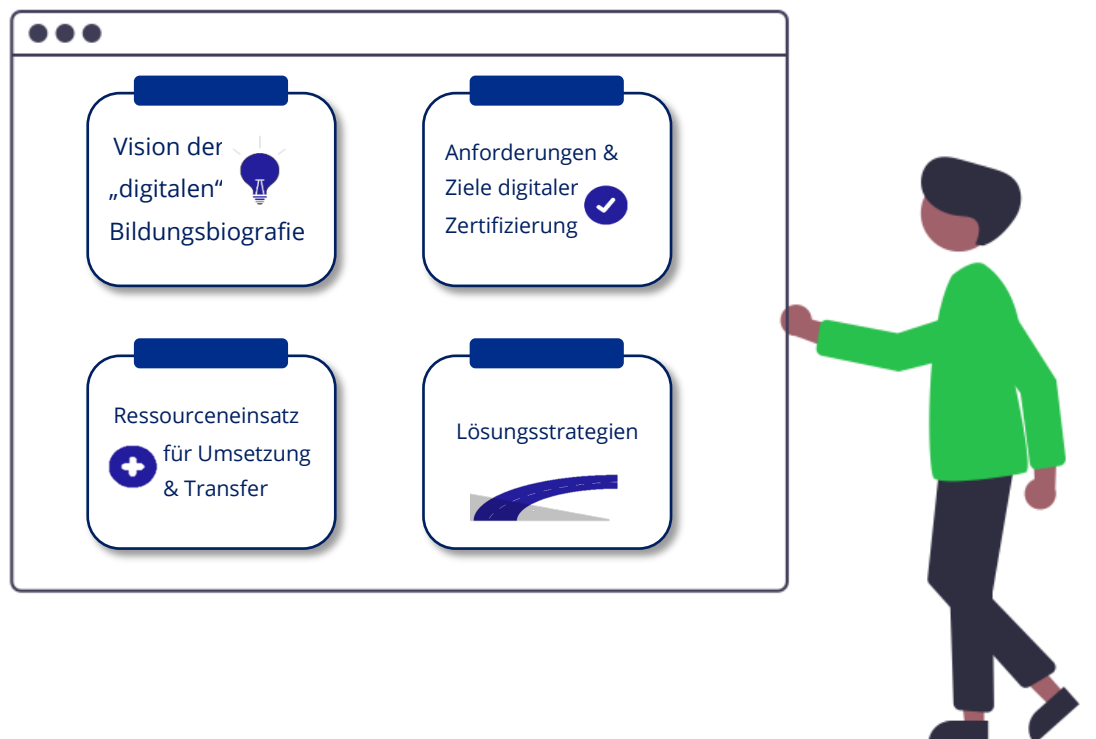 Vision der
„digitalen“
Bildungsbiografie
Anforderungen &
Ziele digitaler
Zertifizierung
Ressourceneinsatz
für Umsetzung
& Transfer
Lösungsstrategien